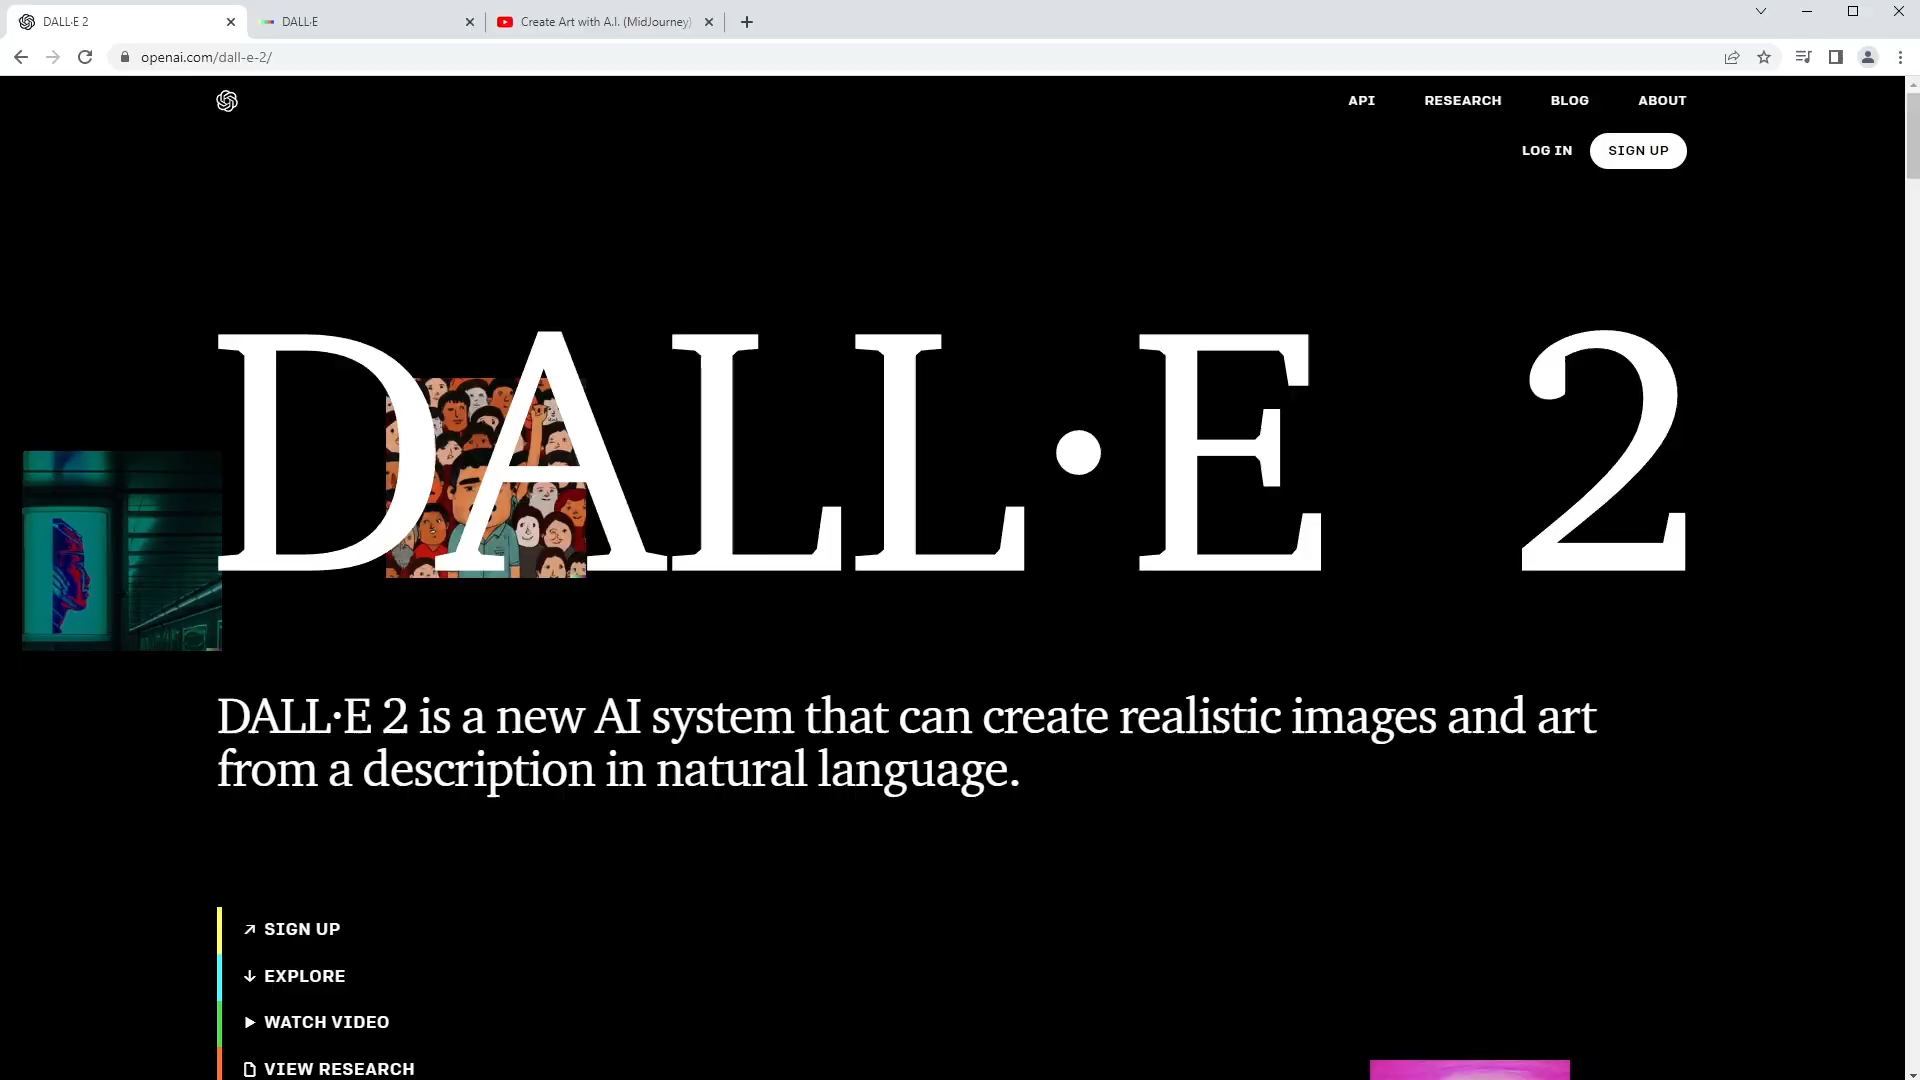 DALL·E 2
DALL·E
Create Art with A.I. (MidJourney)
openai.com/dall-e-2/
API
RESEARCH
BLOG
ABOUT
LOG IN
SIGN UP
DALL·E 2
DALL·E 2 is a new AI system that can create realistic images and art
from a description in natural language.
SIGN UP
EXPLORE
WATCH VIDEO
VIEW RESEARCH